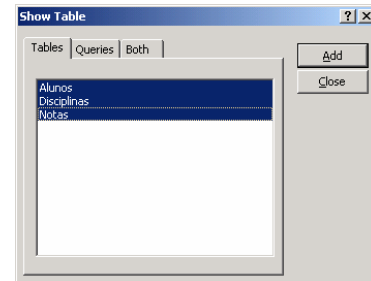 Show Table
Tables Queries Both
Add
Close
Alunos
Disciplinas
Notas